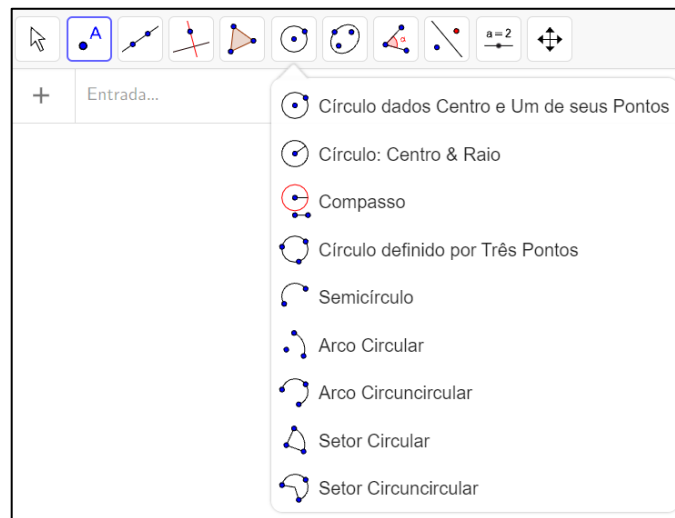 A
α
a = 2
+
Entrada...
Círculo dados Centro e Um de seus Pontos
Círculo: Centro & Raio
Compasso
Círculo definido por Três Pontos
Semicírculo
Arco Circular
Arco Circuncircular
Setor Circular
Setor Circuncircular